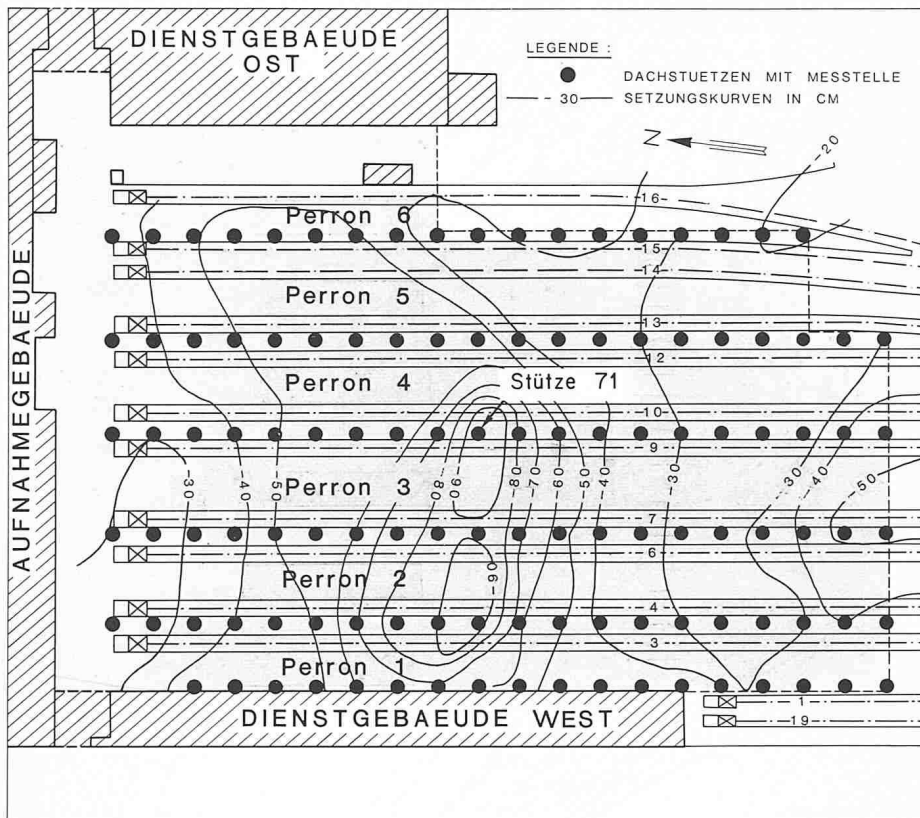 DIENSTGEBAEUDE
OST
LEGENDE :
DACHSTUETZEN MIT MESSTELLE
- 30 - SETZUNGSKURVEN IN CM
N
-20
AUFNAHMEGEBAEUDE
16
Perron 6
15
14
Perron 5
13
12
Perron 4
Stütze 71
10
9
-30
-40
-50
Perron 3
-80
-90
-80
-70
-60
-50
-40
-30
-30
-40
-50
7
6
Perron 2
-90
4
3
Perron 1
DIENSTGEBAEUDE WEST
1
19